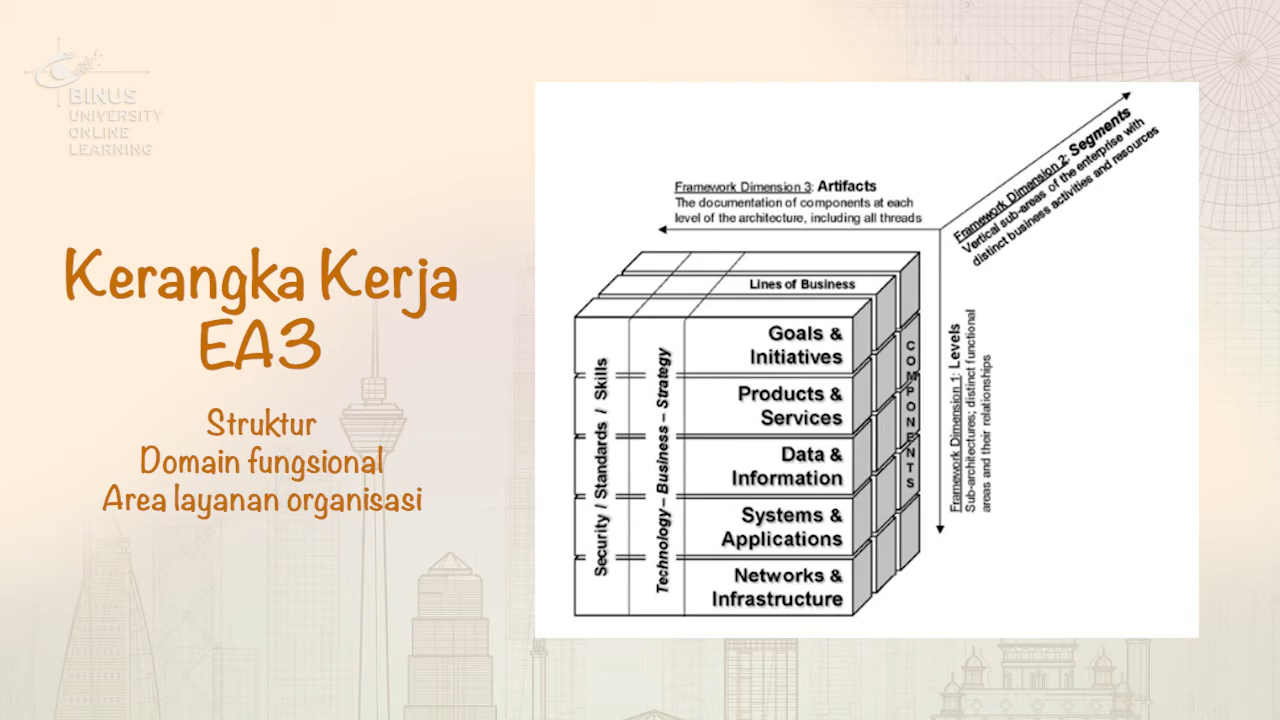 BINUS
UNIVERSITY
ONLINE
LEARNING
Kerangka Kerja
EA3
Struktur
Domain fungsional
Area layanan organisasi
Framework Dimension 3: Artifacts
The documentation of components at each
level of the architecture, including all threads
Framework Dimension 2: Segments
Vertical sub-areas of the enterprise with
distinct business activities and resources
Lines of Business
Goals &
Initiatives
Products &
Services
Data &
Information
Systems &
Applications
Networks &
Infrastructure
Security / Standards / Skills
Technology – Business – Strategy
COMPONENTS
Framework Dimension 1: Levels
Sub-architectures; distinct functional
areas and their relationships